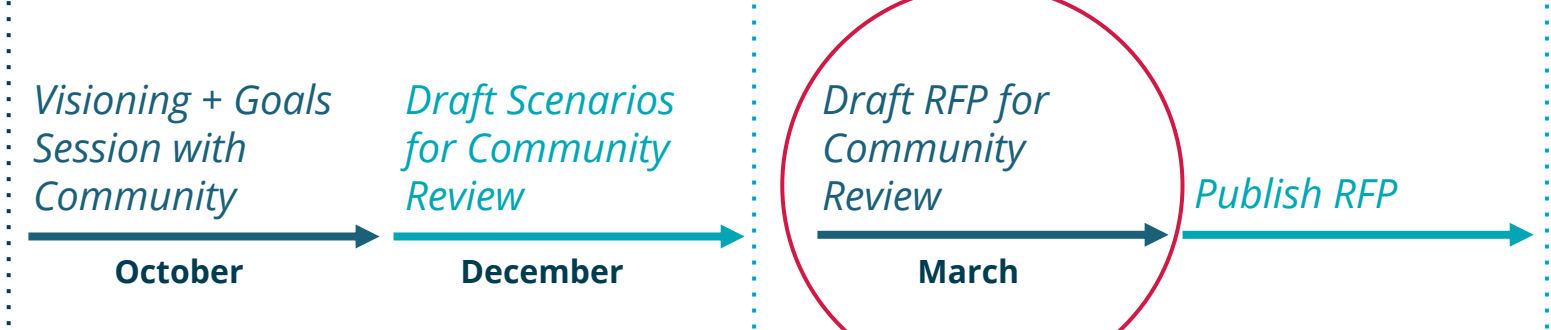 Visioning + Goals
Session with
Community
October
Draft Scenarios
for Community
Review
December
Draft RFP for
Community
Review
March
Publish RFP